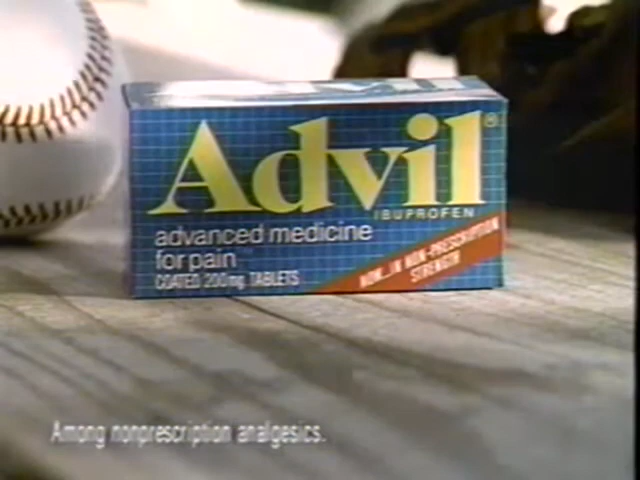 Advil®
IBUPROFEN
advanced medicine
for pain
COATED 200mg TABLETS
NOW...IN NON-PRESCRIPTION
STRENGTH
Among nonprescription analgesics.